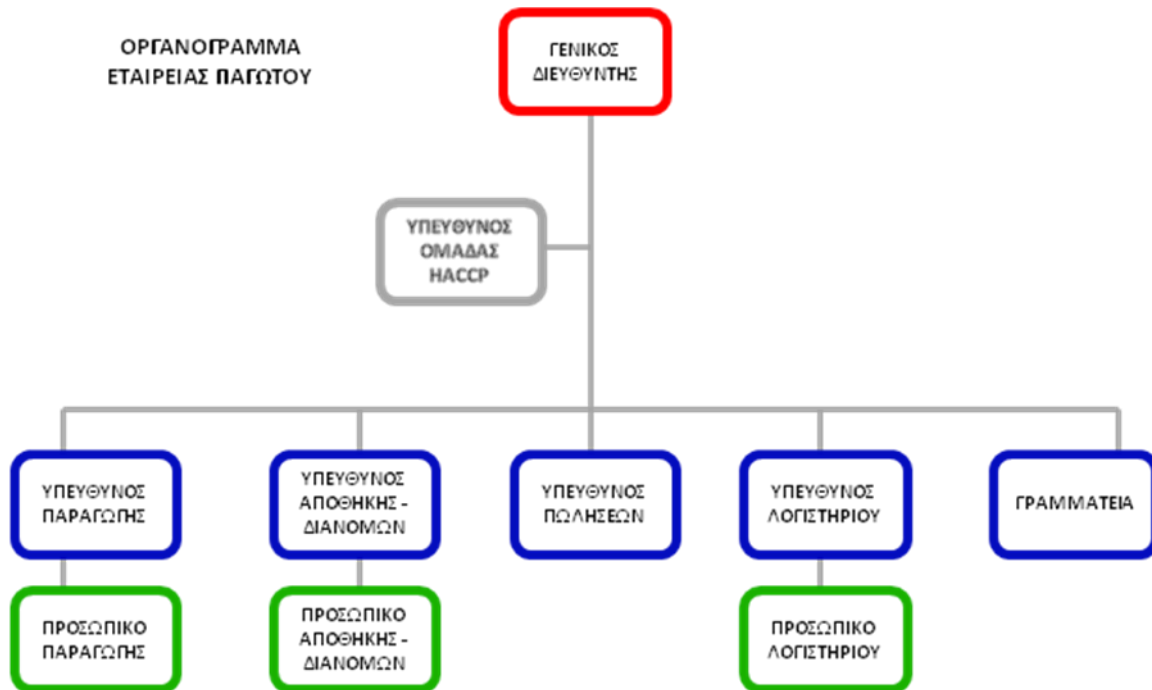 ΟΡΓΑΝΟΓΡΑΜΜΑ
ΕΤΑΙΡΕΙΑΣ ΠΑΓΩΤΟΥ
ΓΕΝΙΚΟΣ
ΔΙΕΥΘΥΝΤΗΣ
ΥΠΕΥΘΥΝΟΣ
ΟΜΑΔΑΣ
HACCP
ΥΠΕΥΘΥΝΟΣ
ΠΑΡΑΓΩΓΗΣ
ΥΠΕΥΘΥΝΟΣ
ΑΠΟΘΗΚΗΣ -
ΔΙΑΝΟΜΩΝ
ΥΠΕΥΘΥΝΟΣ
ΠΩΛΗΣΕΩΝ
ΥΠΕΥΘΥΝΟΣ
ΛΟΓΙΣΤΗΡΙΟΥ
ΓΡΑΜΜΑΤΕΙΑ
ΠΡΟΣΩΠΙΚΟ
ΠΑΡΑΓΩΓΗΣ
ΠΡΟΣΩΠΙΚΟ
ΑΠΟΘΗΚΗΣ -
ΔΙΑΝΟΜΩΝ
ΠΡΟΣΩΠΙΚΟ
ΛΟΓΙΣΤΗΡΙΟΥ